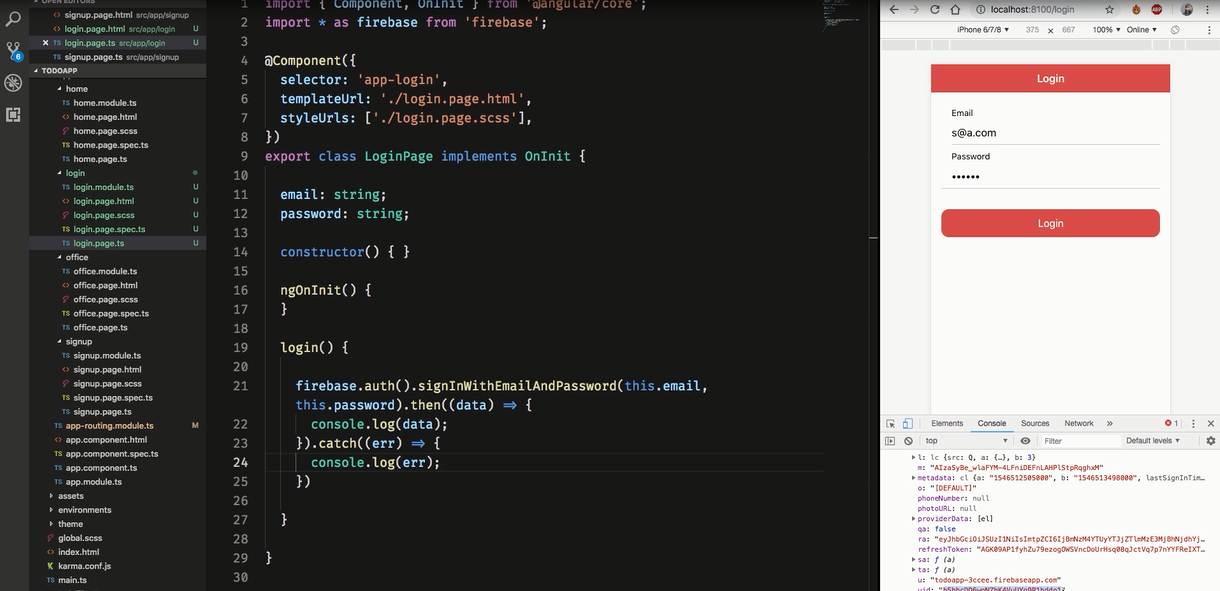 OPEN EDITORS
signup.page.html src/app/signup
login.page.html src/app/login U
login.page.ts src/app/login U
signup.page.ts src/app/signup
TODOAPP
home
TS home.module.ts
home.page.html
home.page.scss
TS home.page.spec.ts
TS home.page.ts
login
TS login.module.ts U
login.page.html U
login.page.scss U
TS login.page.spec.ts U
TS login.page.ts U
office
TS office.module.ts
office.page.html
office.page.scss
TS office.page.spec.ts
TS office.page.ts
signup
TS signup.module.ts
signup.page.html
signup.page.scss
TS signup.page.spec.ts
TS signup.page.ts
TS app-routing.module.ts M
app.component.html
TS app.component.spec.ts
TS app.component.ts
TS app.module.ts
assets
environments
theme
global.scss
index.html
karma.conf.js
TS main.ts
6
1 import { Component, OnInit } from '@angular/core';
2 import * as firebase from 'firebase';
3
4 @Component({
5 selector: 'app-login',
6 templateUrl: './login.page.html',
7 styleUrls: ['./login.page.scss'],
8 })
9 export class LoginPage implements OnInit {
10
11 email: string;
12 password: string;
13
14 constructor() { }
15
16 ngOnInit() {
17 }
18
19 login() {
20
21 firebase.auth().signInWithEmailAndPassword(this.email,
this.password).then((data) ⇒ {
22 console.log(data);
23 }).catch((err) ⇒ {
24 console.log(err);
25 })
26
27 }
28
29 }
30
localhost:8100/login
ABP
iPhone 6/7/8 375 × 667 100% Online
Login
Email
s@a.com
Password
••••••
Login
Elements Console Sources Network » 1
top Filter Default levels
l: lc {src: Q, a: {…}, b: 3}
m: "AIzaSyBe_wlaFYM-4LFniDEFnLAHPlStpRqghxM"
metadata: cl {a: "1546512505000", b: "1546513498000", lastSignInTim…
o: "[DEFAULT]"
phoneNumber: null
photoURL: null
providerData: [el]
qa: false
ra:
refreshToken:
sa: ƒ (a)
ta: ƒ (a)
u: "todoapp-3ccee.firebaseapp.com"
uid: